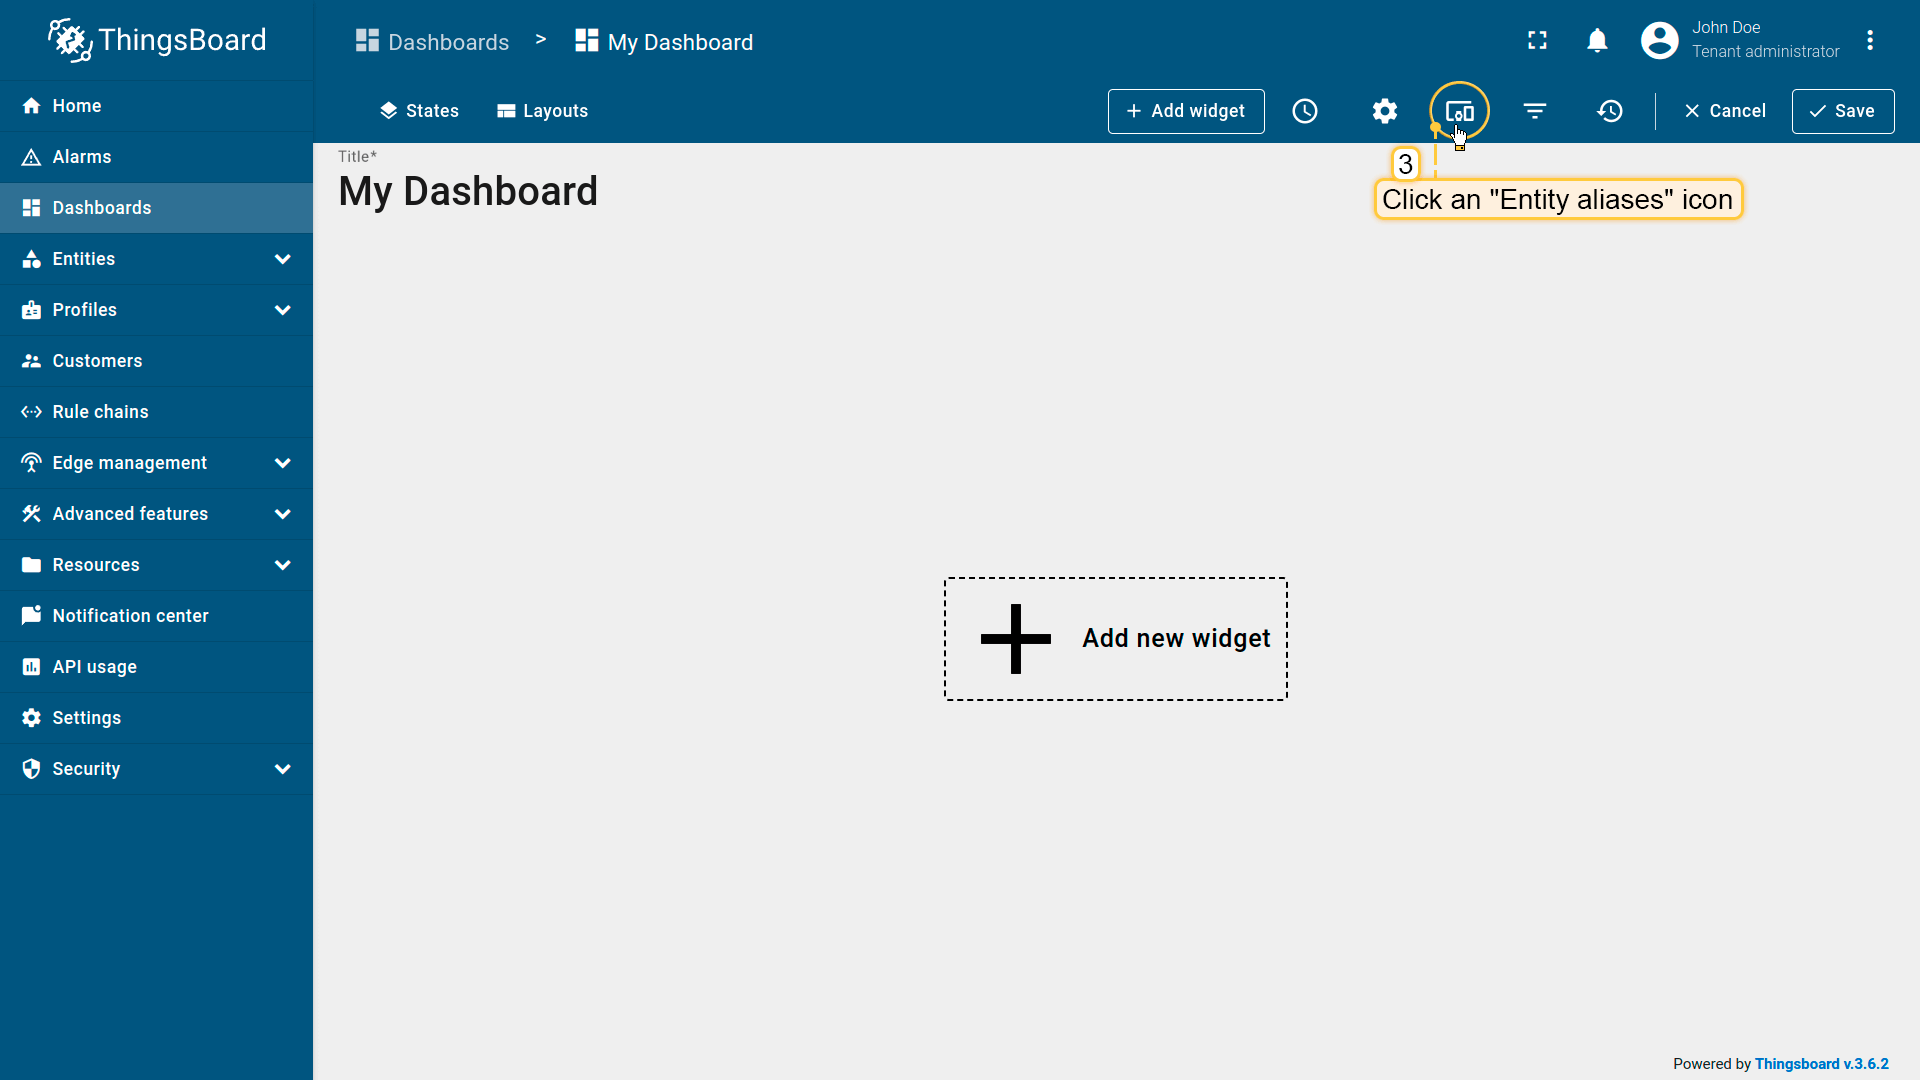 ThingsBoard
Dashboards > My Dashboard
John Doe
Tenant administrator
States Layouts
+ Add widget
Cancel
Save
Home
Alarms
Dashboards
Entities
Profiles
Customers
Rule chains
Edge management
Advanced features
Resources
Notification center
API usage
Settings
Security
Title*
My Dashboard
3
Click an "Entity aliases" icon
Add new widget
Powered by Thingsboard v.3.6.2